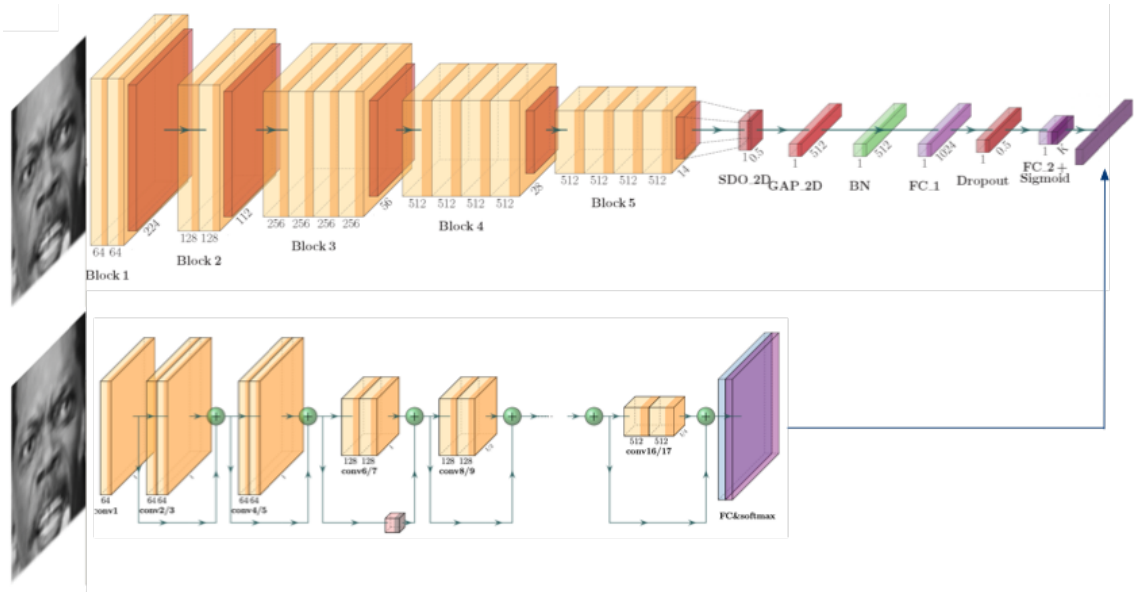 64 64
224
Block 1
128 128
112
Block 2
256 256 256 256
56
Block 3
512 512 512 512
28
Block 4
512 512 512 512
14
Block 5
1 0.5
SDO_2D
1 512
GAP_2D
1 512
BN
1 1024
FC_1
1 0.5
Dropout
1 K
FC_2 +
Sigmoid
64
conv1
64 64
conv2/3
64 64
conv4/5
128 128
conv6/7
128 128
conv8/9
512 512
conv16/17
FC&softmax